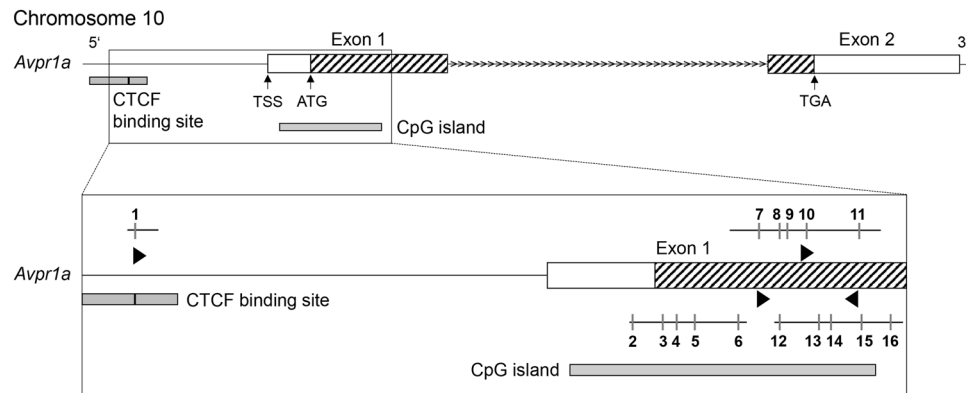 Chromosome 10
5' Exon 1 Exon 2 3
Avpr1a
TSS ATG TGA
CTCF
binding site
CpG island
1 7 8 9 10 11
Exon 1
Avpr1a
CTCF binding site
2 3 4 5 6 12 13 14 15 16
CpG island